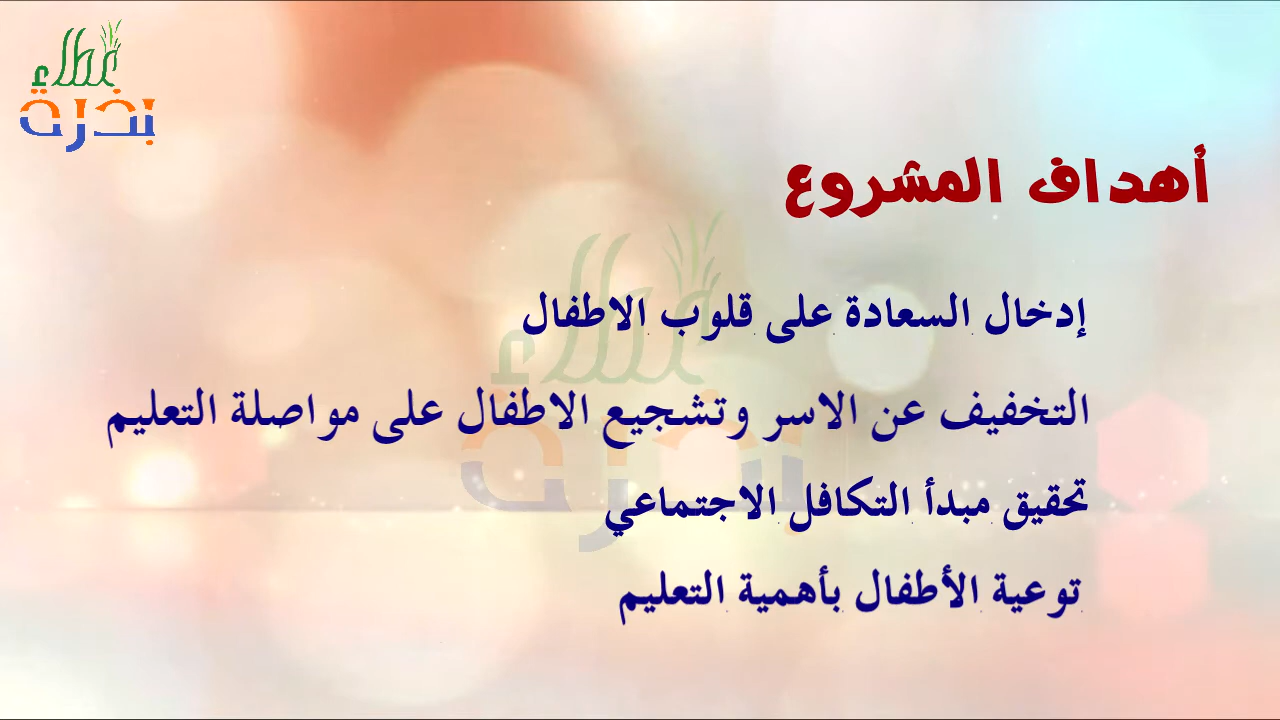 عطاء
بذرة
أهداف المشروع
إدخال السعادة على قلوب الاطفال
التخفيف عن الاسر وتشجيع الاطفال على مواصلة التعليم
تحقيق مبدأ التكافل الاجتماعي
توعية الأطفال بأهمية التعليم